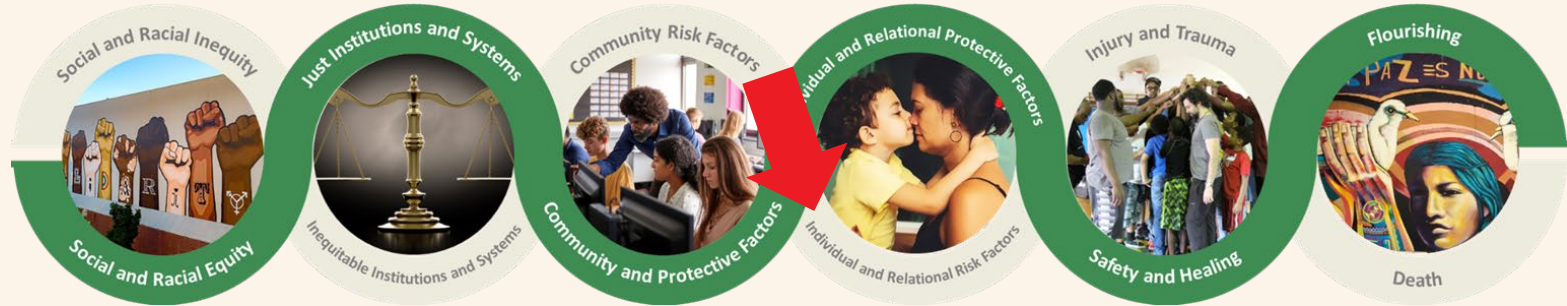 Social and Racial Inequity
Social and Racial Equity
Just Institutions and Systems
Inequitable Institutions and Systems
Community Risk Factors
Community and Protective Factors
and Relational Protective Factors
Individual and Relational Risk Factors
Injury and Trauma
Safety and Healing
Flourishing
PAZ ES
Death